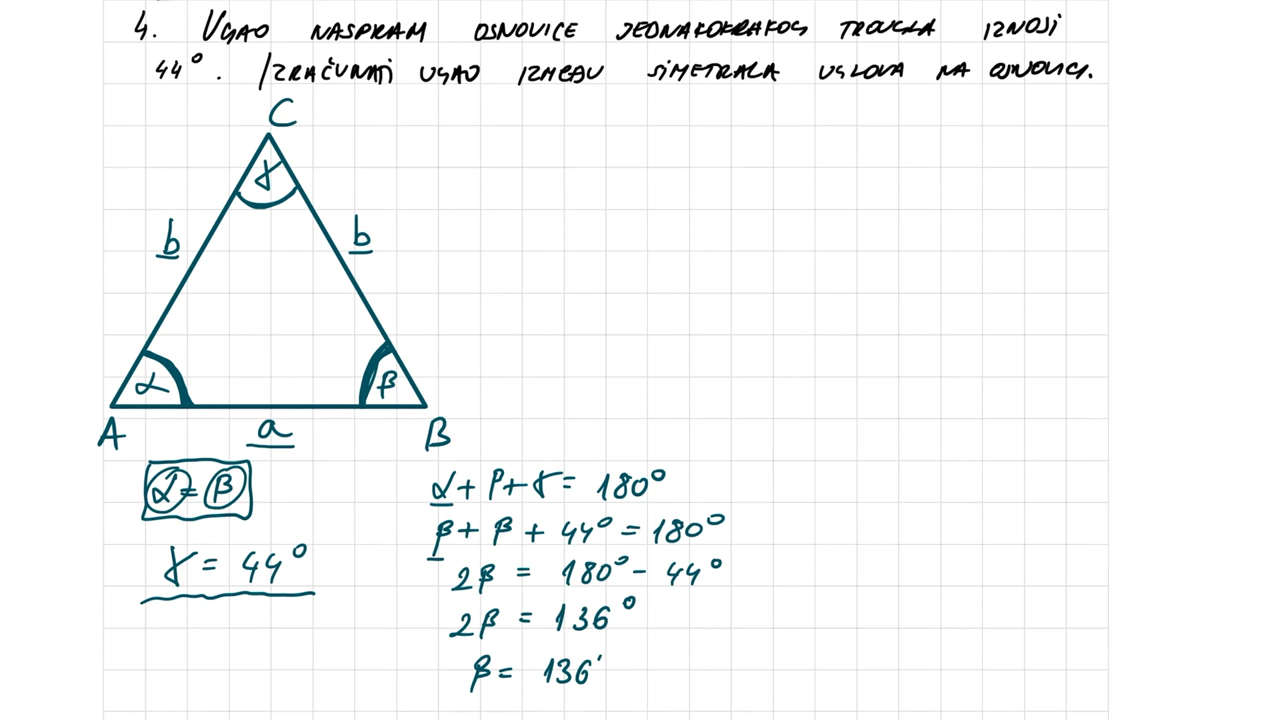 4. UGAO NASPRAM OSNOVICE JEDNAKOKRAKOG TROUGLA IZNOSI
44°. IZRAČUNATI UGAO IZMEĐU SIMETRALA UGLOVA NA OSNOVICI.
C
γ
b b
α β
A a B
α = β
γ = 44°
α + β + γ = 180°
β + β + 44° = 180°
2β = 180° - 44°
2β = 136°
β = 136